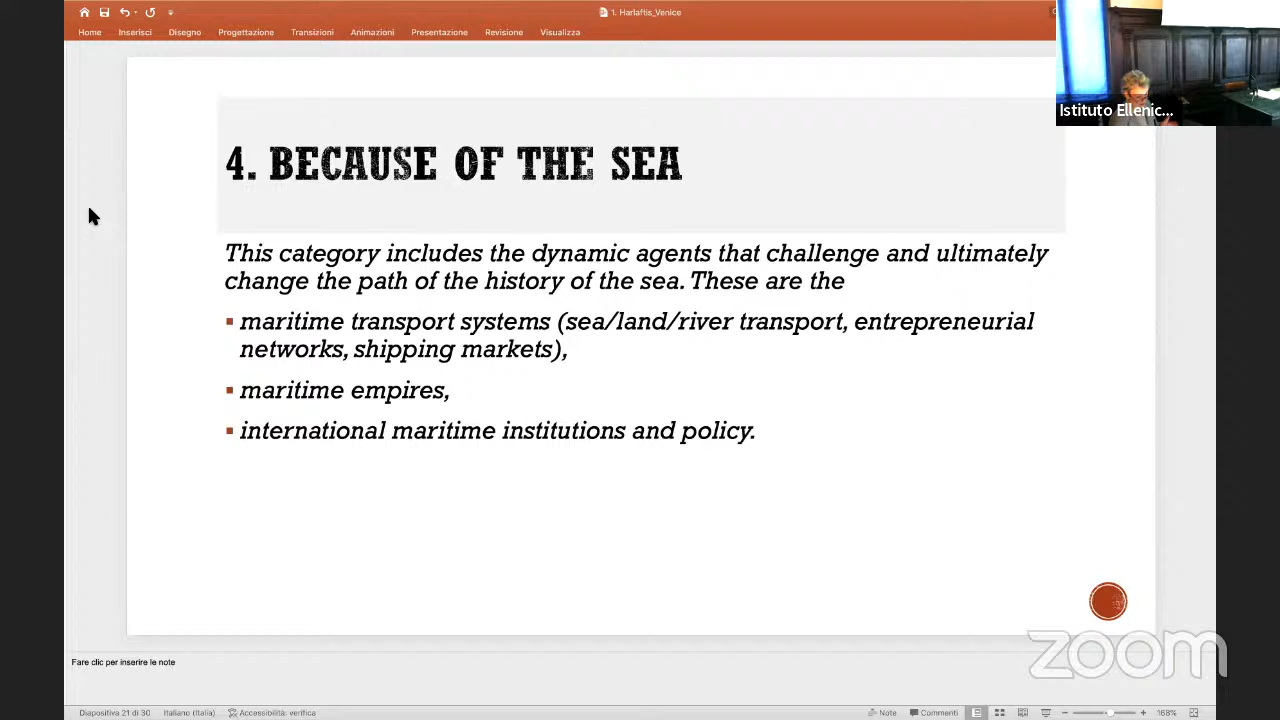 1. Harlaftis_Venice
Home Inserisci Disegno Progettazione Transizioni Animazioni Presentazione Revisione Visualizza
Istituto Ellenic...
4. BECAUSE OF THE SEA
This category includes the dynamic agents that challenge and ultimately
change the path of the history of the sea. These are the
▪ maritime transport systems (sea/land/river transport, entrepreneurial
networks, shipping markets),
▪ maritime empires,
▪ international maritime institutions and policy.
zoom
Fare clic per inserire le note
Diapositiva 21 di 30 Italiano (Italia) Accessibilità: verifica Note Commenti 168%